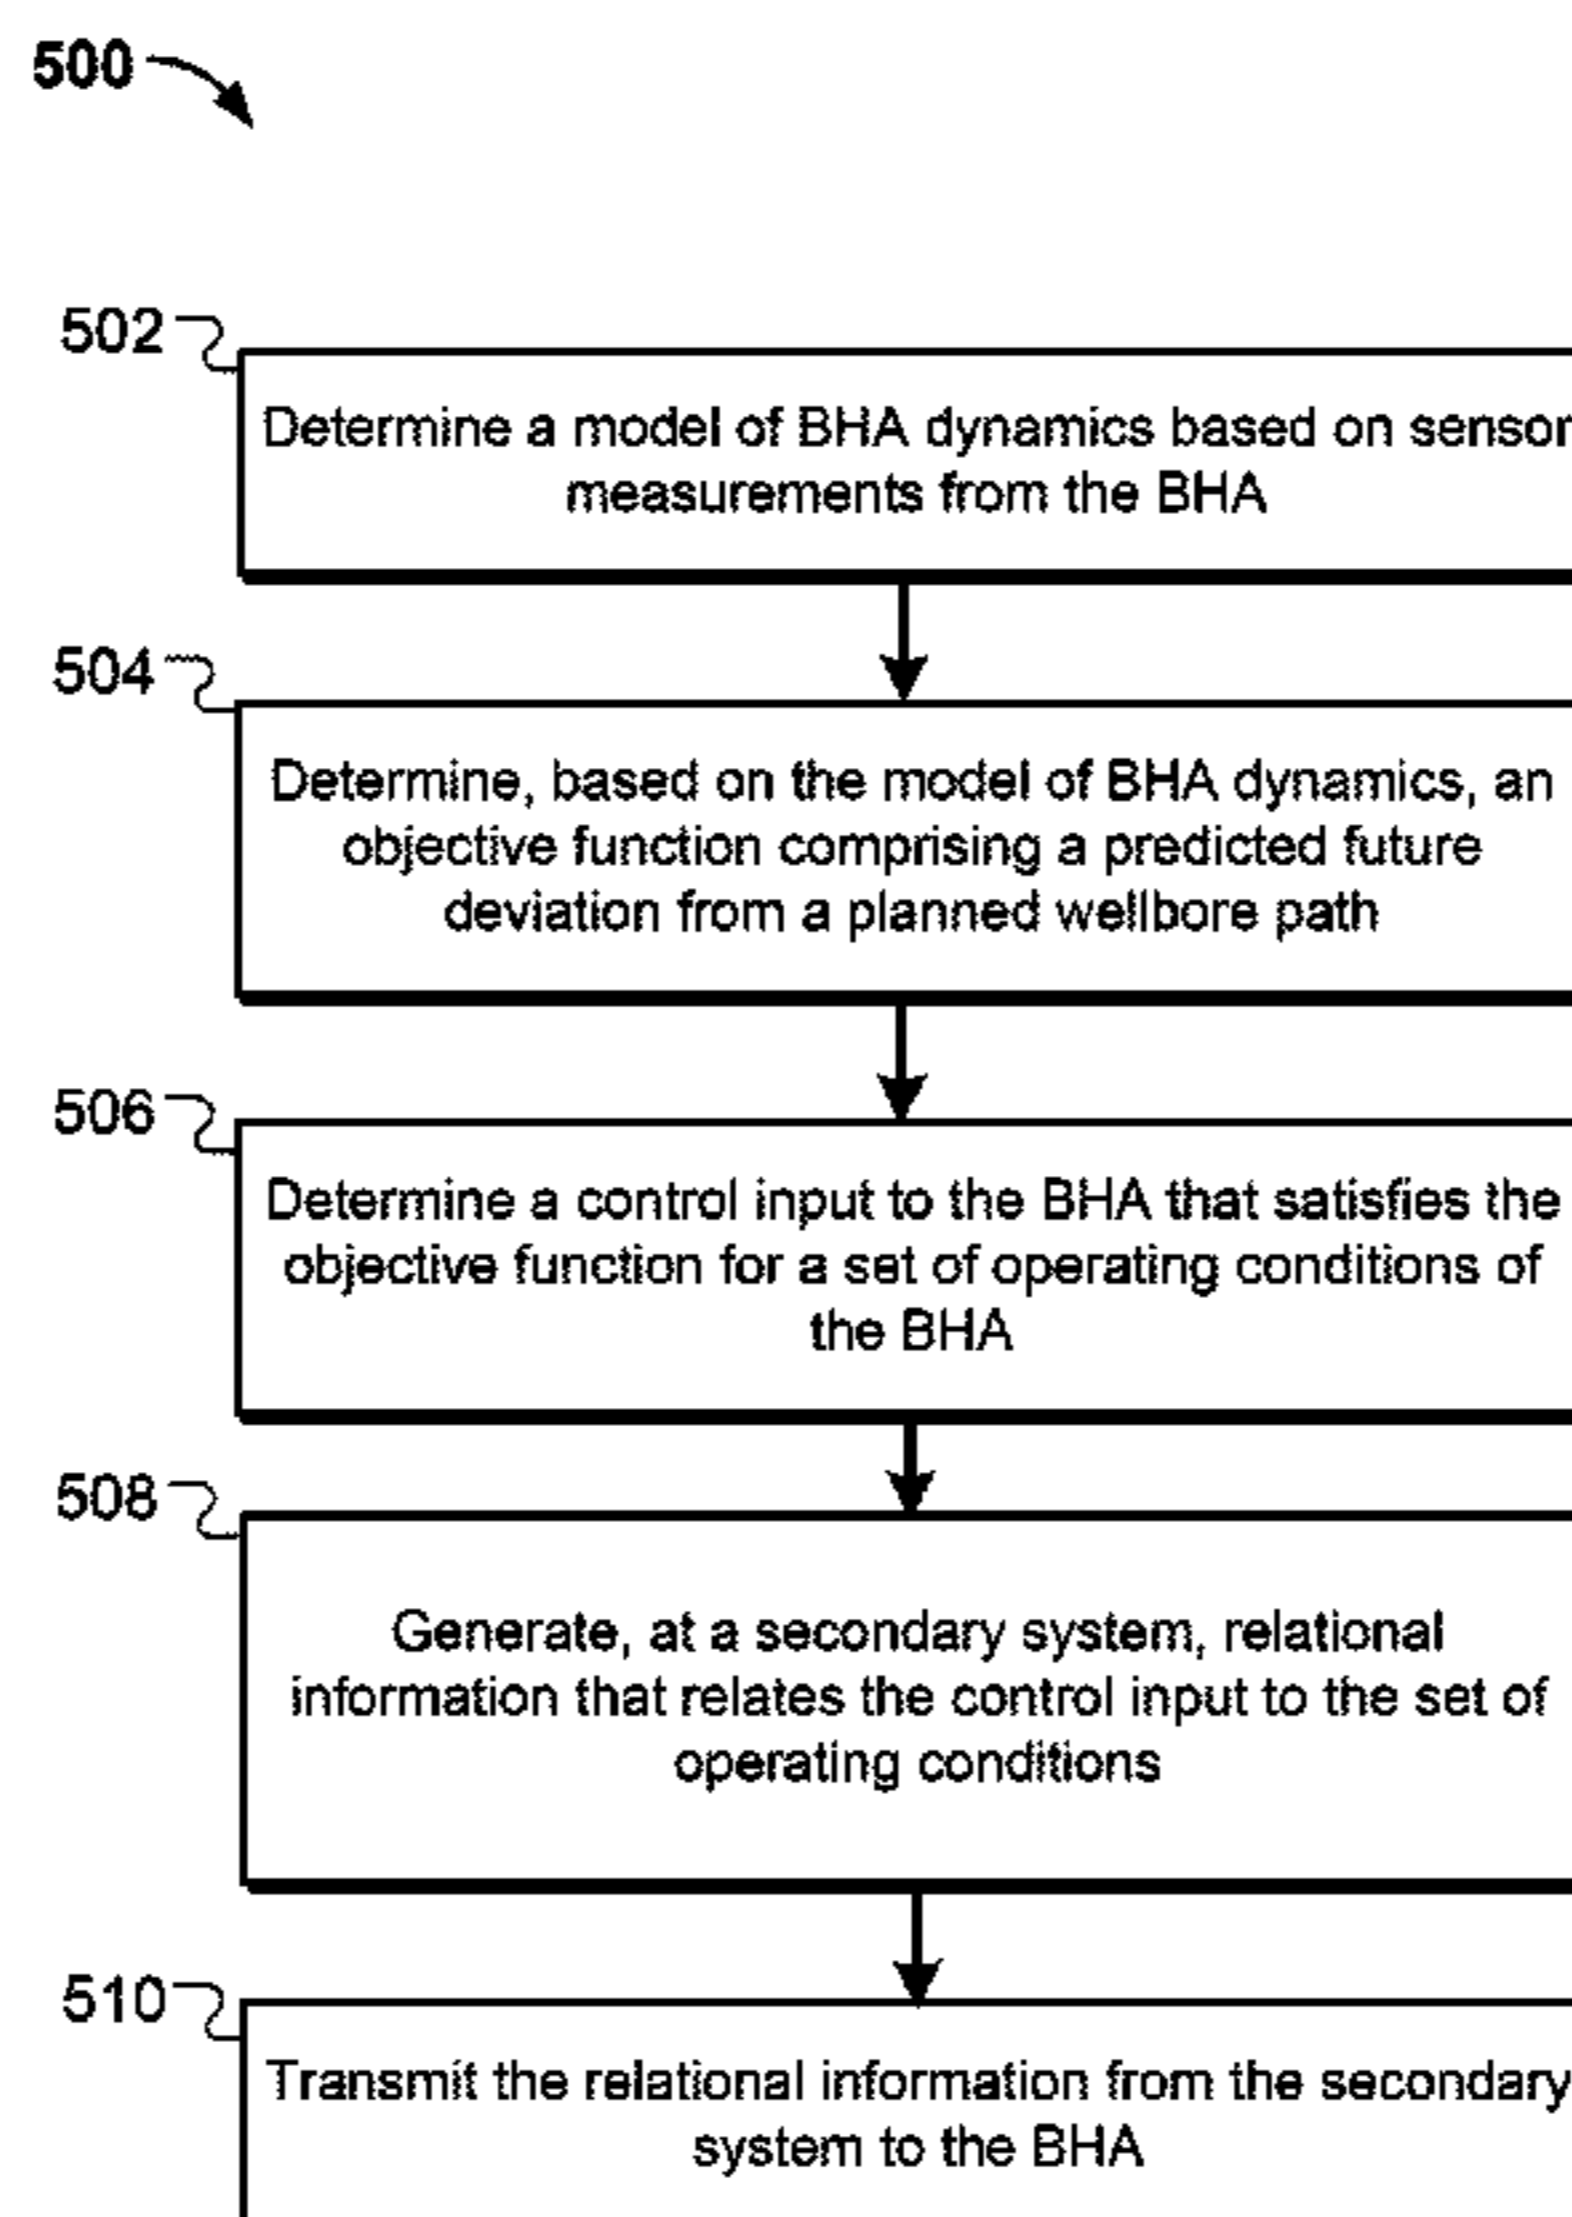 500
502
Determine a model of BHA dynamics based on sensor
measurements from the BHA
504
Determine, based on the model of BHA dynamics, an
objective function comprising a predicted future
deviation from a planned wellbore path
506
Determine a control input to the BHA that satisfies the
objective function for a set of operating conditions of
the BHA
508
Generate, at a secondary system, relational
information that relates the control input to the set of
operating conditions
510
Transmit the relational information from the secondary
system to the BHA